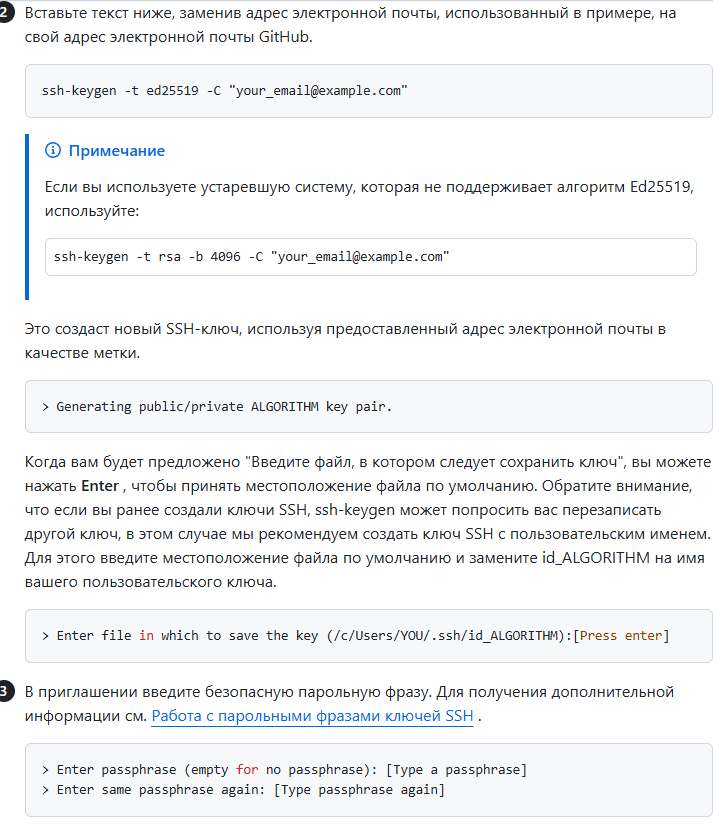 2 Вставьте текст ниже, заменив адрес электронной почты, использованный в примере, на
свой адрес электронной почты GitHub.
ssh-keygen -t ed25519 -C "your_email@example.com"
Примечание
Если вы используете устаревшую систему, которая не поддерживает алгоритм Ed25519,
используйте:
ssh-keygen -t rsa -b 4096 -C "your_email@example.com"
Это создаст новый SSH-ключ, используя предоставленный адрес электронной почты в
качестве метки.
> Generating public/private ALGORITHM key pair.
Когда вам будет предложено "Введите файл, в котором следует сохранить ключ", вы можете
нажать Enter , чтобы принять местоположение файла по умолчанию. Обратите внимание,
что если вы ранее создали ключи SSH, ssh-keygen может попросить вас перезаписать
другой ключ, в этом случае мы рекомендуем создать ключ SSH с пользовательским именем.
Для этого введите местоположение файла по умолчанию и замените id_ALGORITHM на имя
вашего пользовательского ключа.
> Enter file in which to save the key (/c/Users/YOU/.ssh/id_ALGORITHM):[Press enter]
3 В приглашении введите безопасную парольную фразу. Для получения дополнительной
информации см. Работа с парольными фразами ключей SSH .
> Enter passphrase (empty for no passphrase): [Type a passphrase]
> Enter same passphrase again: [Type passphrase again]